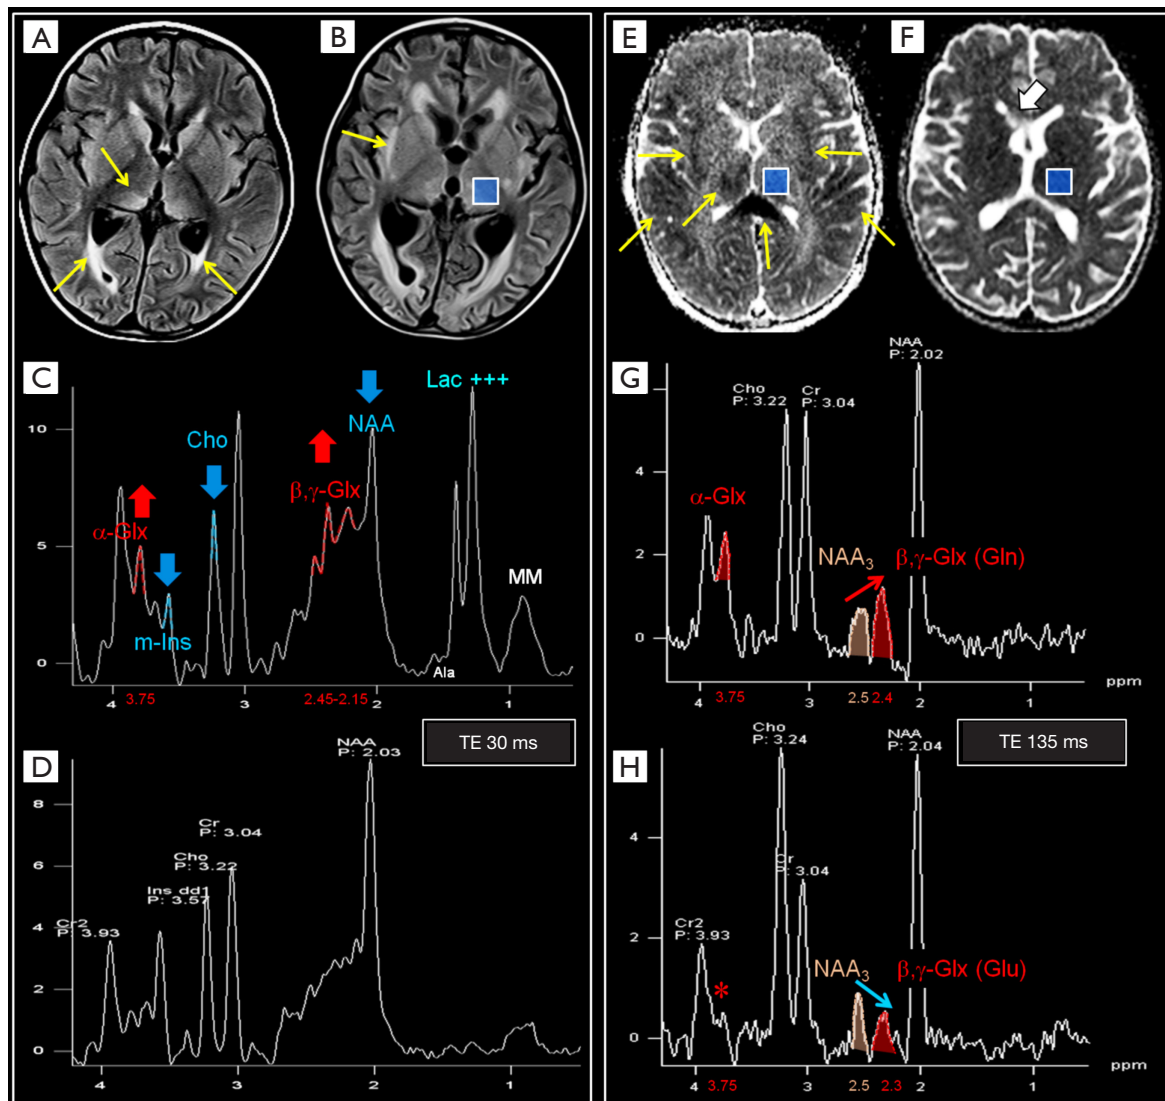 A
B
E
F
C
Lac +++
NAA
Cho
β,γ-Glx
α-Glx
m-Ins
MM
Ala
10
5
0
4
3
2
1
3.75
2.45-2.15
TE 30 ms
D
NAA
P: 2.03
Cr
P: 3.04
Cho
P: 3.22
Ins dd1
P: 3.57
Cr2
P: 3.93
8
6
4
2
0
4
3
2
1
G
NAA
P: 2.02
Cho
P: 3.22
Cr
P: 3.04
α-Glx
NAA3
β,γ-Glx (Gln)
4
2
0
ppm
4
3
2
1
3.75
2.5
2.4
TE 135 ms
H
Cho
P: 3.24
NAA
P: 2.04
Cr
P: 3.04
Cr2
P: 3.93
*
NAA3
β,γ-Glx (Glu)
4
2
0
ppm
4
3
2
1
3.75
2.5
2.3